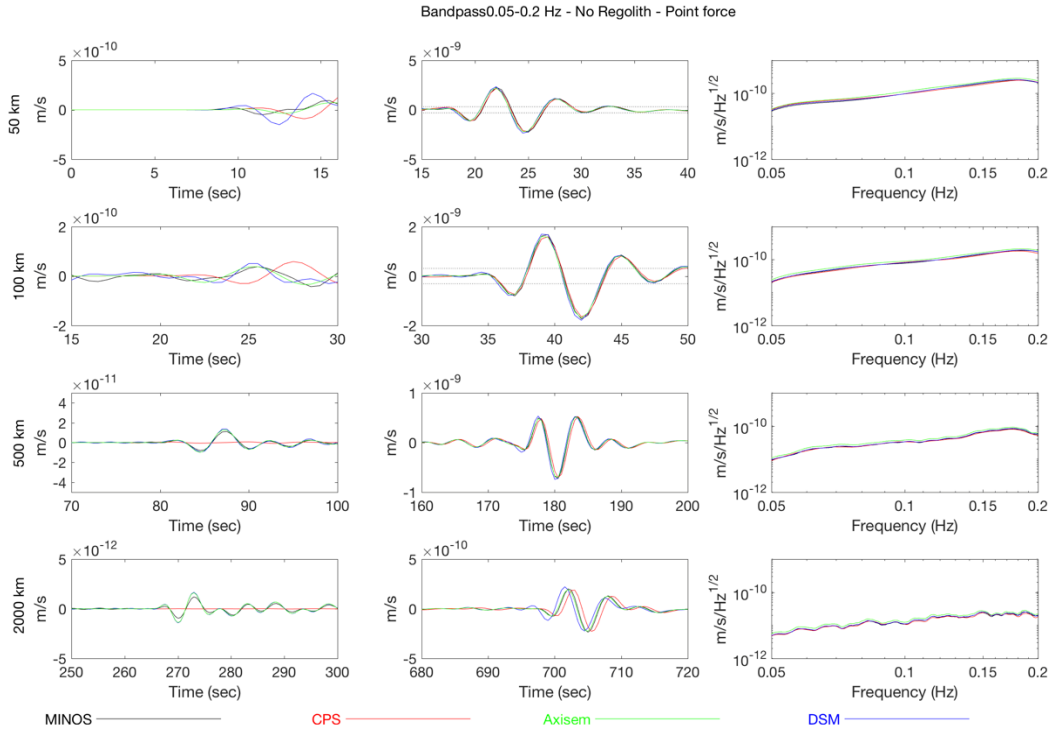 Bandpass0.05-0.2 Hz - No Regolith - Point force
50 km
m/s
×10-10
5
0
-5
0 5 10 15
Time (sec)
×10-9
5
0
-5
15 20 25 30 35 40
Time (sec)
m/s/Hz1/2
10-10
10-12
0.05 0.1 0.15 0.2
Frequency (Hz)
100 km
m/s
×10-10
2
0
-2
15 20 25 30
Time (sec)
×10-9
2
0
-2
30 35 40 45 50
Time (sec)
m/s/Hz1/2
10-10
10-12
0.05 0.1 0.15 0.2
Frequency (Hz)
500 km
m/s
×10-11
4
2
0
-2
-4
70 80 90 100
Time (sec)
×10-9
1
0
-1
160 170 180 190 200
Time (sec)
m/s/Hz1/2
10-10
10-12
0.05 0.1 0.15 0.2
Frequency (Hz)
2000 km
m/s
×10-12
5
0
-5
250 260 270 280 290 300
Time (sec)
×10-10
5
0
-5
680 690 700 710 720
Time (sec)
m/s/Hz1/2
10-10
10-12
0.05 0.1 0.15 0.2
Frequency (Hz)
MINOS CPS Axisem DSM